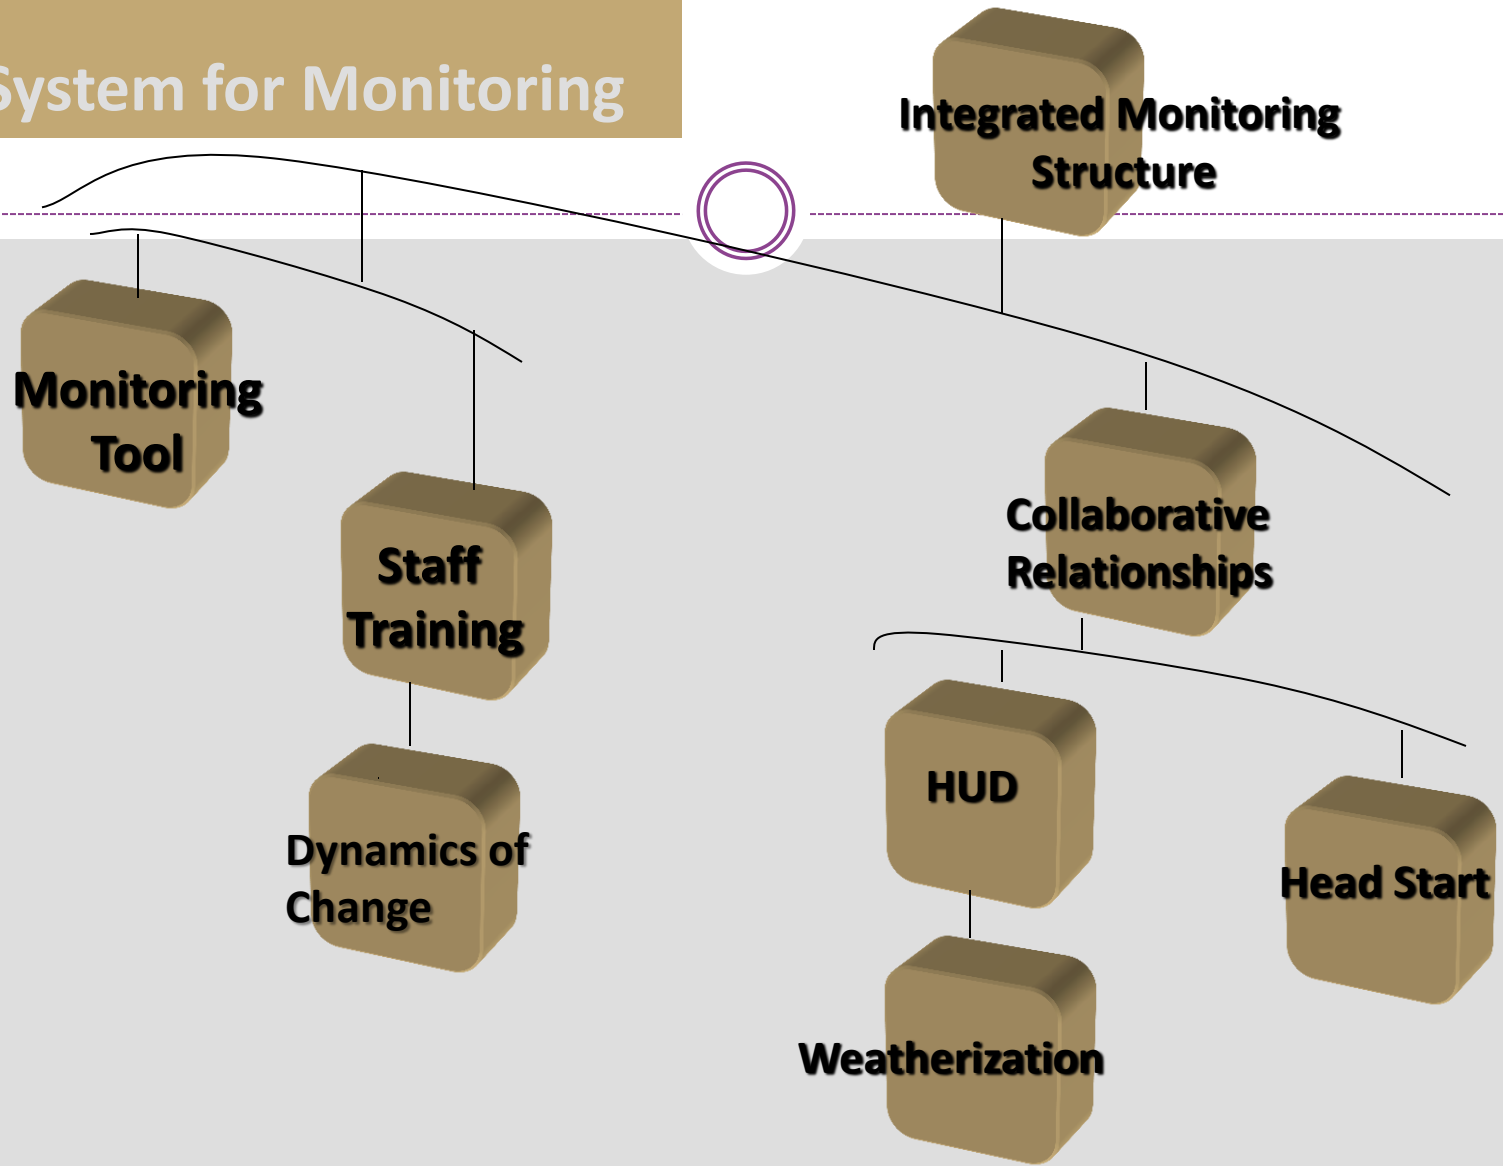 System for Monitoring
Integrated Monitoring
Structure
Monitoring
Tool
Staff
Training
Dynamics of
Change
Collaborative
Relationships
HUD
Head Start
Weatherization